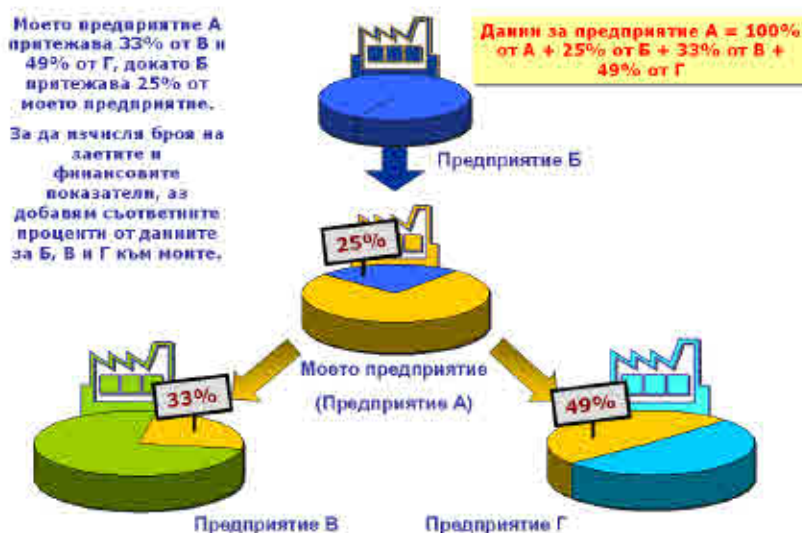 Моето предприятие А
притежава 33% от В и
49% от Г, докато Б
притежава 25% от
моето предприятие.
За да изчисля броя на
заетите и
финансовите
показатели, аз
добавям съответните
проценти от данните
за Б, В и Г към моите.
Данни за предприятие А = 100%
от А + 25% от Б + 33% от В +
49% от Г
Предприятие Б
25%
Моето предприятие
(Предприятие А)
33%
49%
Предприятие В
Предприятие Г